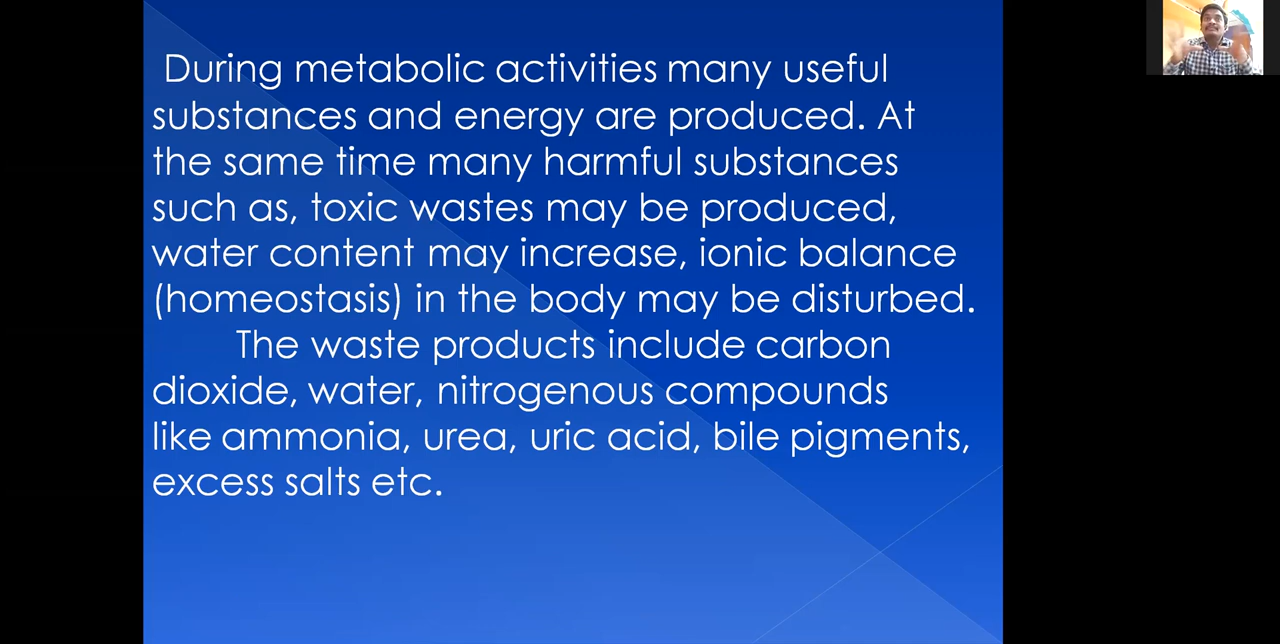 During metabolic activities many useful
substances and energy are produced. At
the same time many harmful substances
such as, toxic wastes may be produced,
water content may increase, ionic balance
(homeostasis) in the body may be disturbed.
The waste products include carbon
dioxide, water, nitrogenous compounds
like ammonia, urea, uric acid, bile pigments,
excess salts etc.